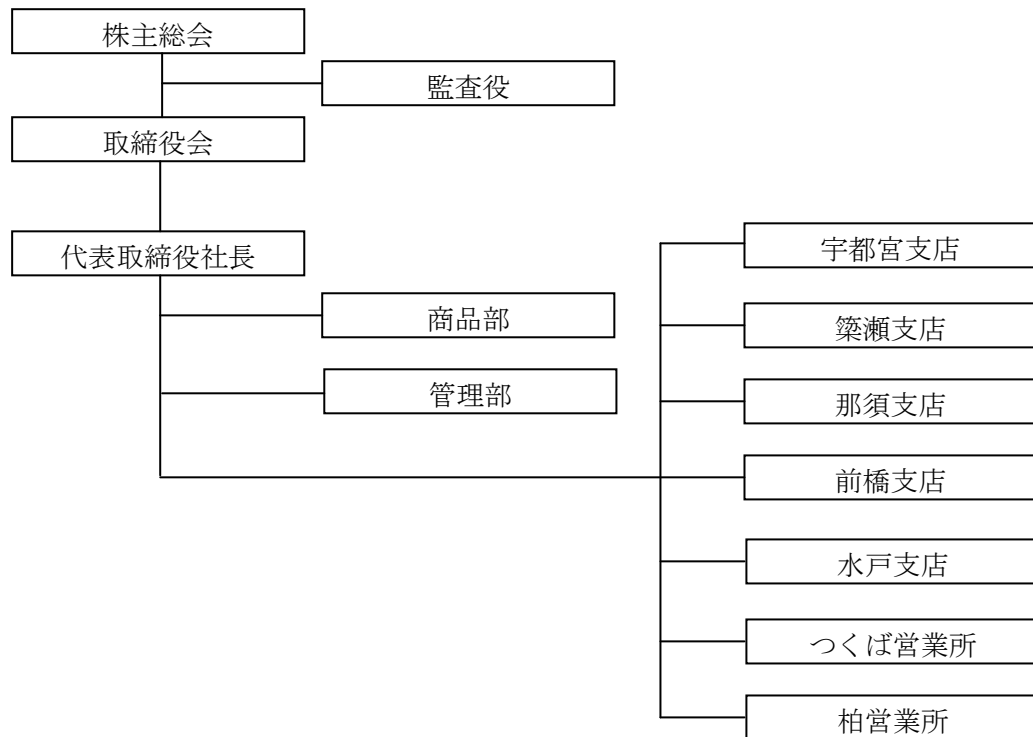 株主総会
監査役
取締役会
代表取締役社長
商品部
管理部
宇都宮支店
簗瀬支店
那須支店
前橋支店
水戸支店
つくば営業所
柏営業所